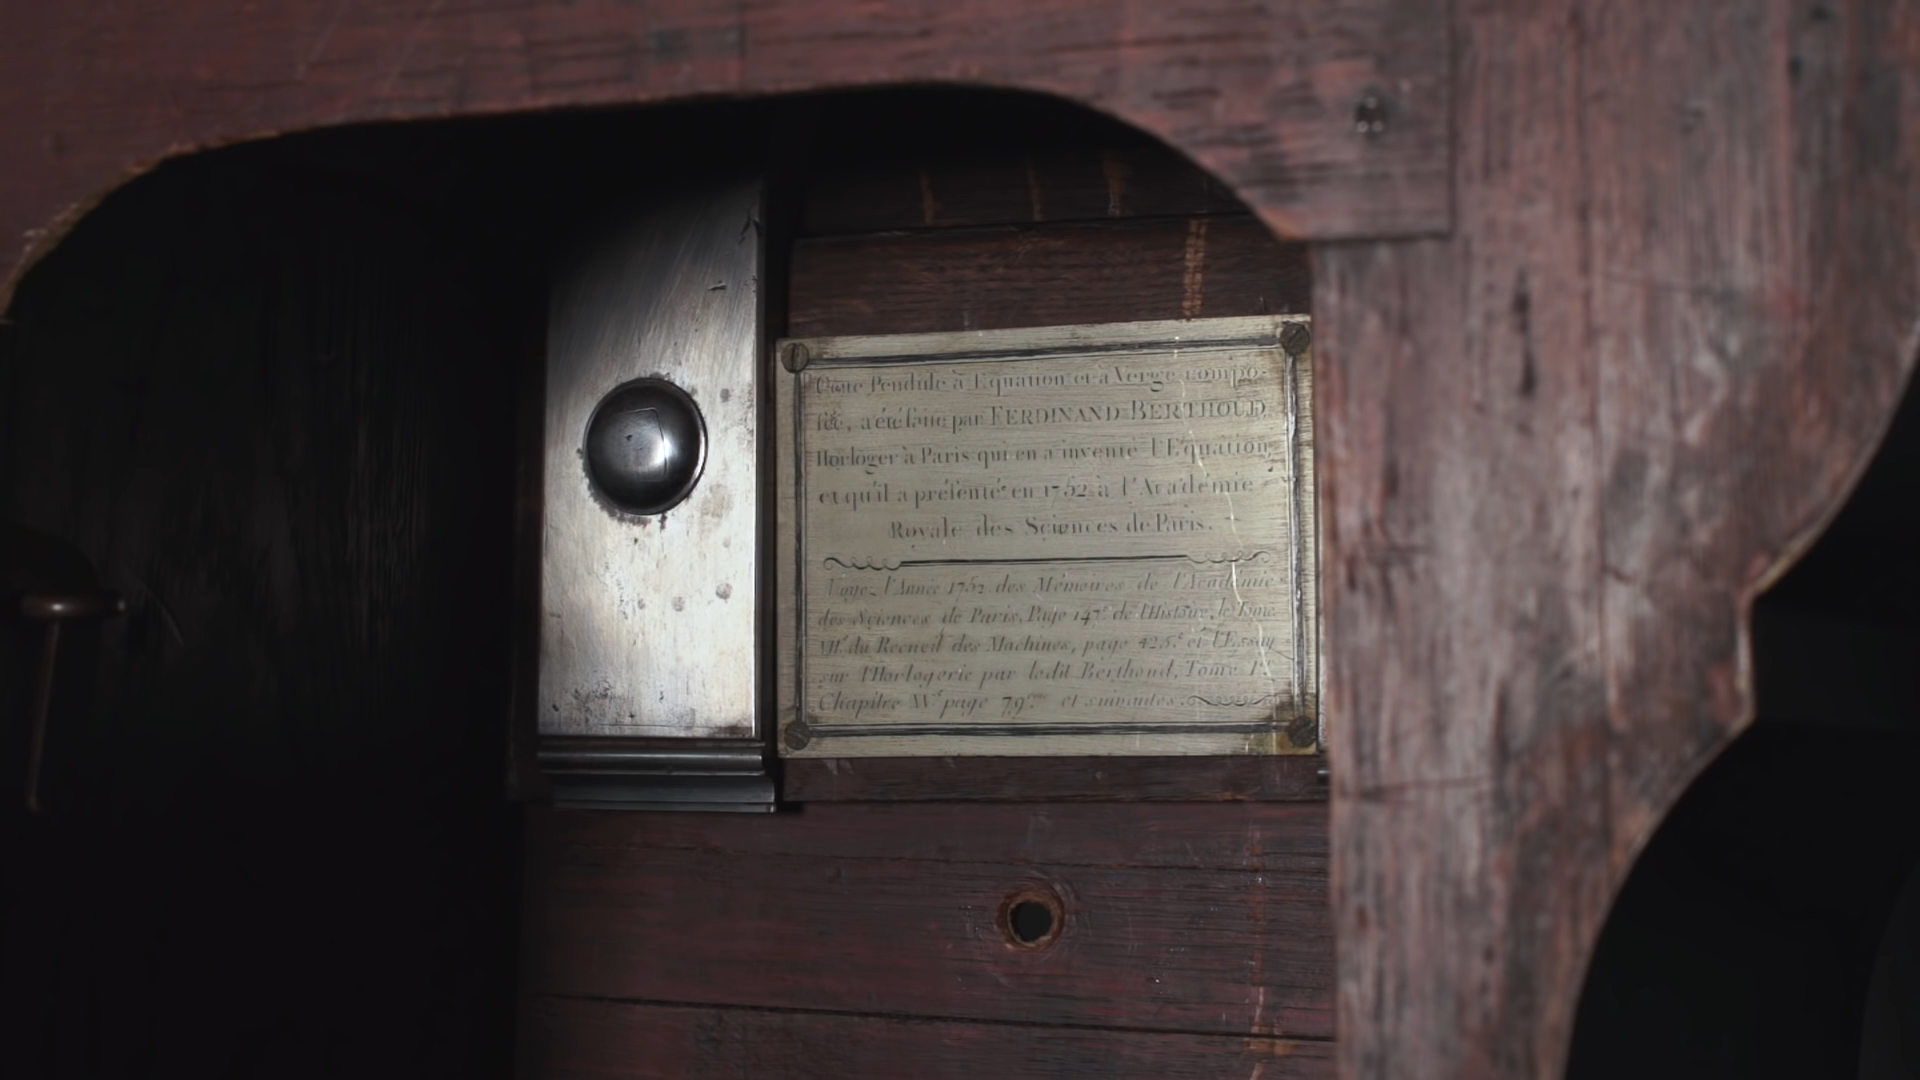 Cette Pendule à Equation et à Verge compo-
sée, a été faite par FERDINAND BERTHOUD,
Horloger à Paris qui en a inventé l'Equation,
et qu'il a présenté en 1752 à l'Académie
Royale des Sciences de Paris.
Voyez l'Année 1752 des Mémoires de l'Académie
des Sciences de Paris, Page 147.e de l'Histoire, le Tome
VII.e du Recueil des Machines, page 425.e et l'Essay
sur l'Horlogerie par ledit Berthoud, Tome I.
Chapitre page 79.e et suivantes.